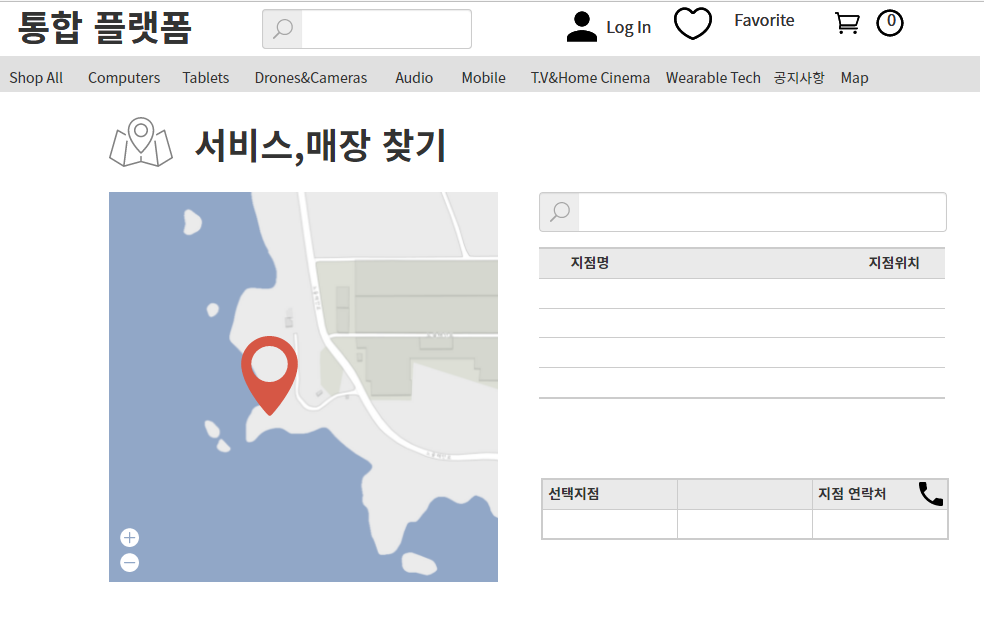 통합 플랫폼
Log In
Favorite
0
Shop All Computers Tablets Drones&Cameras Audio Mobile T.V&Home Cinema Wearable Tech 공지사항 Map
서비스,매장 찾기
지점명 지점위치
선택지점 지점 연락처